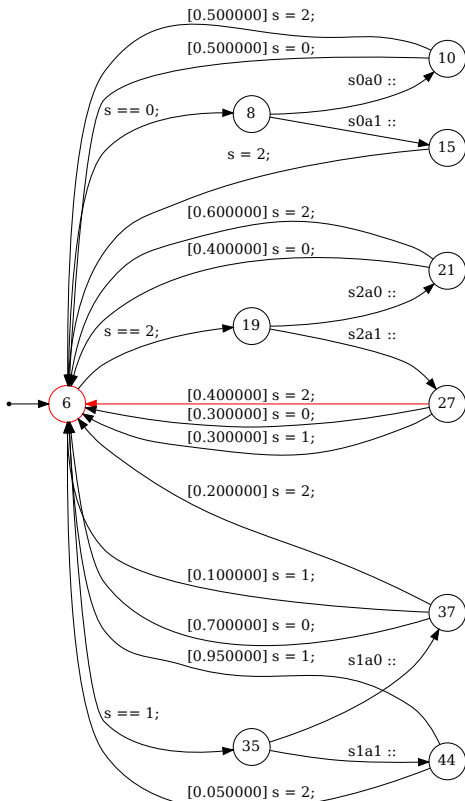 [0.500000] s = 2;
[0.500000] s = 0;
10
s == 0;
8
s0a0 ::
s0a1 ::
15
s = 2;
[0.600000] s = 2;
[0.400000] s = 0;
21
s == 2;
19
s2a0 ::
s2a1 ::
6
[0.400000] s = 2;
27
[0.300000] s = 0;
[0.300000] s = 1;
[0.200000] s = 2;
[0.100000] s = 1;
37
[0.700000] s = 0;
[0.950000] s = 1;
s1a0 ::
s == 1;
35
s1a1 ::
44
[0.050000] s = 2;